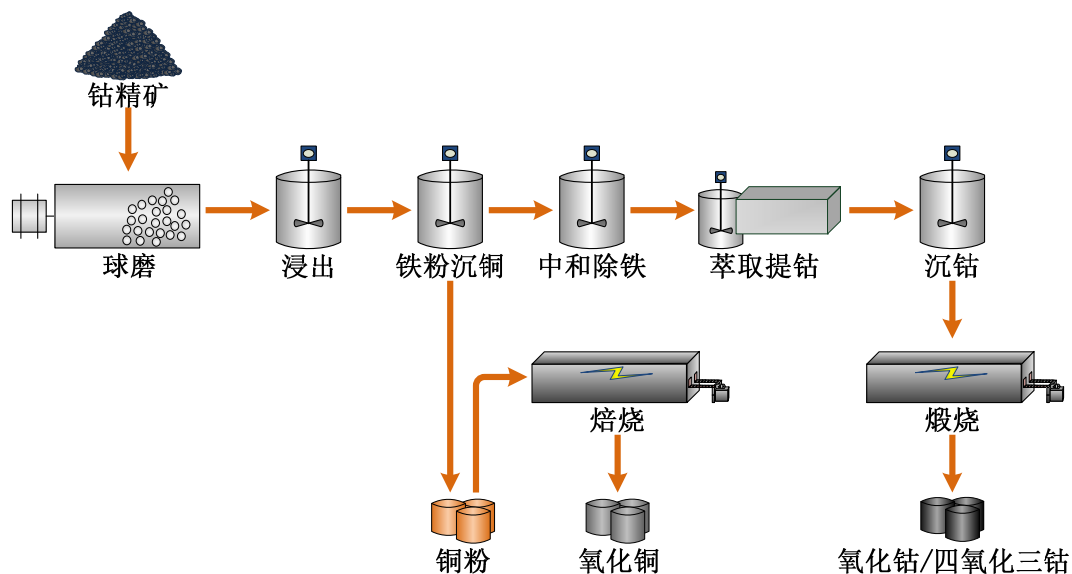 钴精矿
球磨
浸出
铁粉沉铜
中和除铁
萃取提钴
沉钴
焙烧
煅烧
铜粉
氧化铜
氧化钴/四氧化三钴